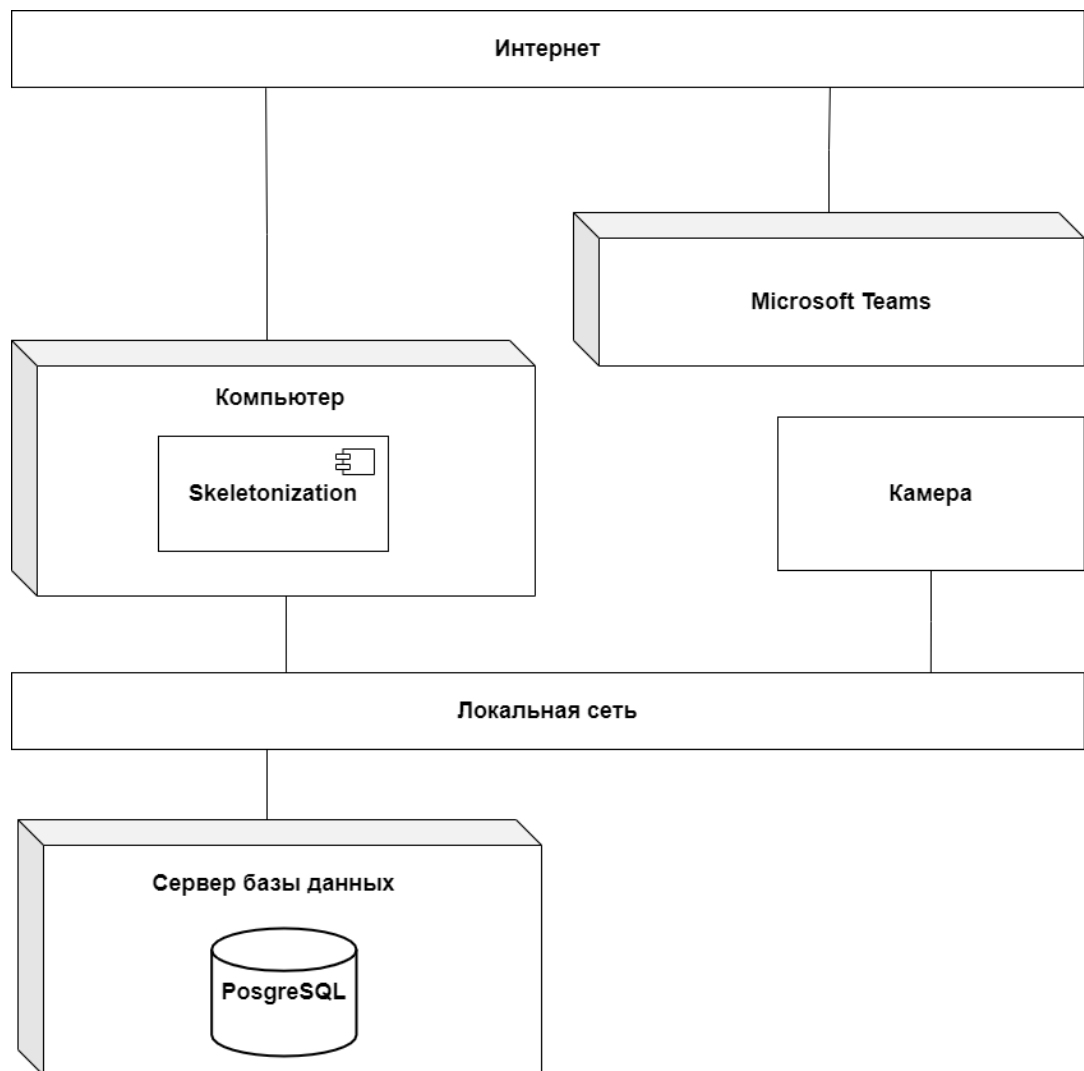 Интернет
Microsoft Teams
Компьютер
Skeletonization
Камера
Локальная сеть
Сервер базы данных
PosgreSQL